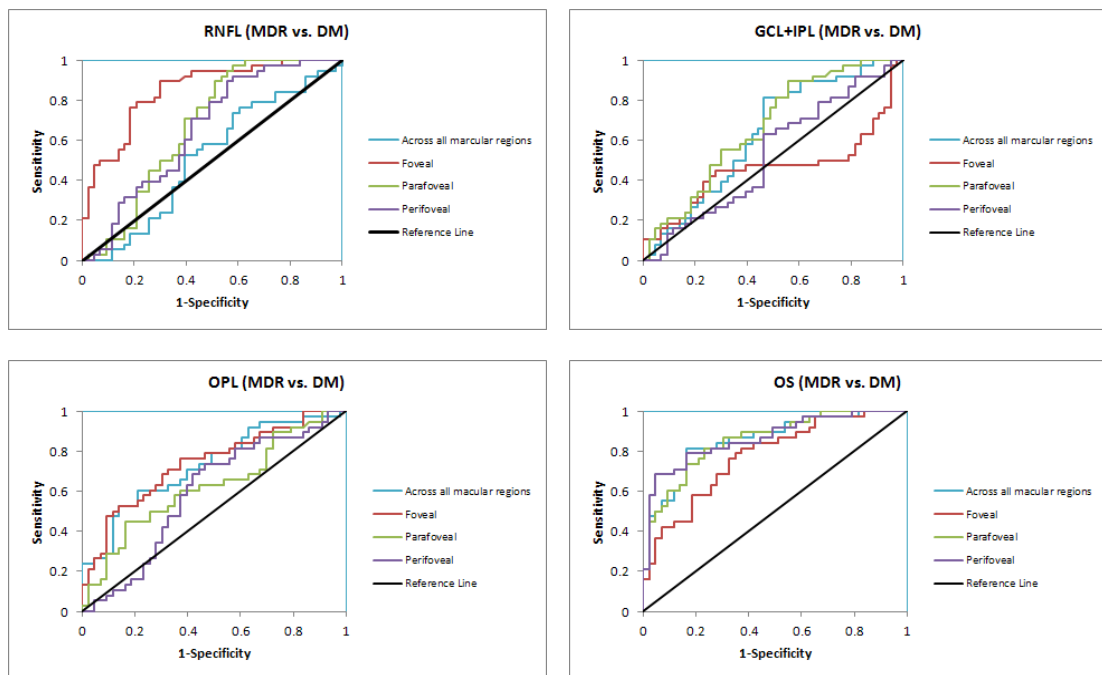 RNFL (MDR vs. DM)
Sensitivity
1
0.8
0.6
0.4
0.2
0
0 0.2 0.4 0.6 0.8 1
1-Specificity
Across all marcular regions
Foveal
Parafoveal
Perifoveal
Reference Line
GCL+IPL (MDR vs. DM)
Sensitivity
1
0.8
0.6
0.4
0.2
0
0 0.2 0.4 0.6 0.8 1
1-Specificity
Across all marcular regions
Foveal
Parafoveal
Perifoveal
Reference Line
OPL (MDR vs. DM)
Sensitivity
1
0.8
0.6
0.4
0.2
0
0 0.2 0.4 0.6 0.8 1
1-Specificity
Across all macular regions
Foveal
Parafoveal
Perifoveal
Reference Line
OS (MDR vs. DM)
Sensitivity
1
0.8
0.6
0.4
0.2
0
0 0.2 0.4 0.6 0.8 1
1-Specificity
Across all macular regions
Foveal
Parafoveal
Perifoveal
Reference Line